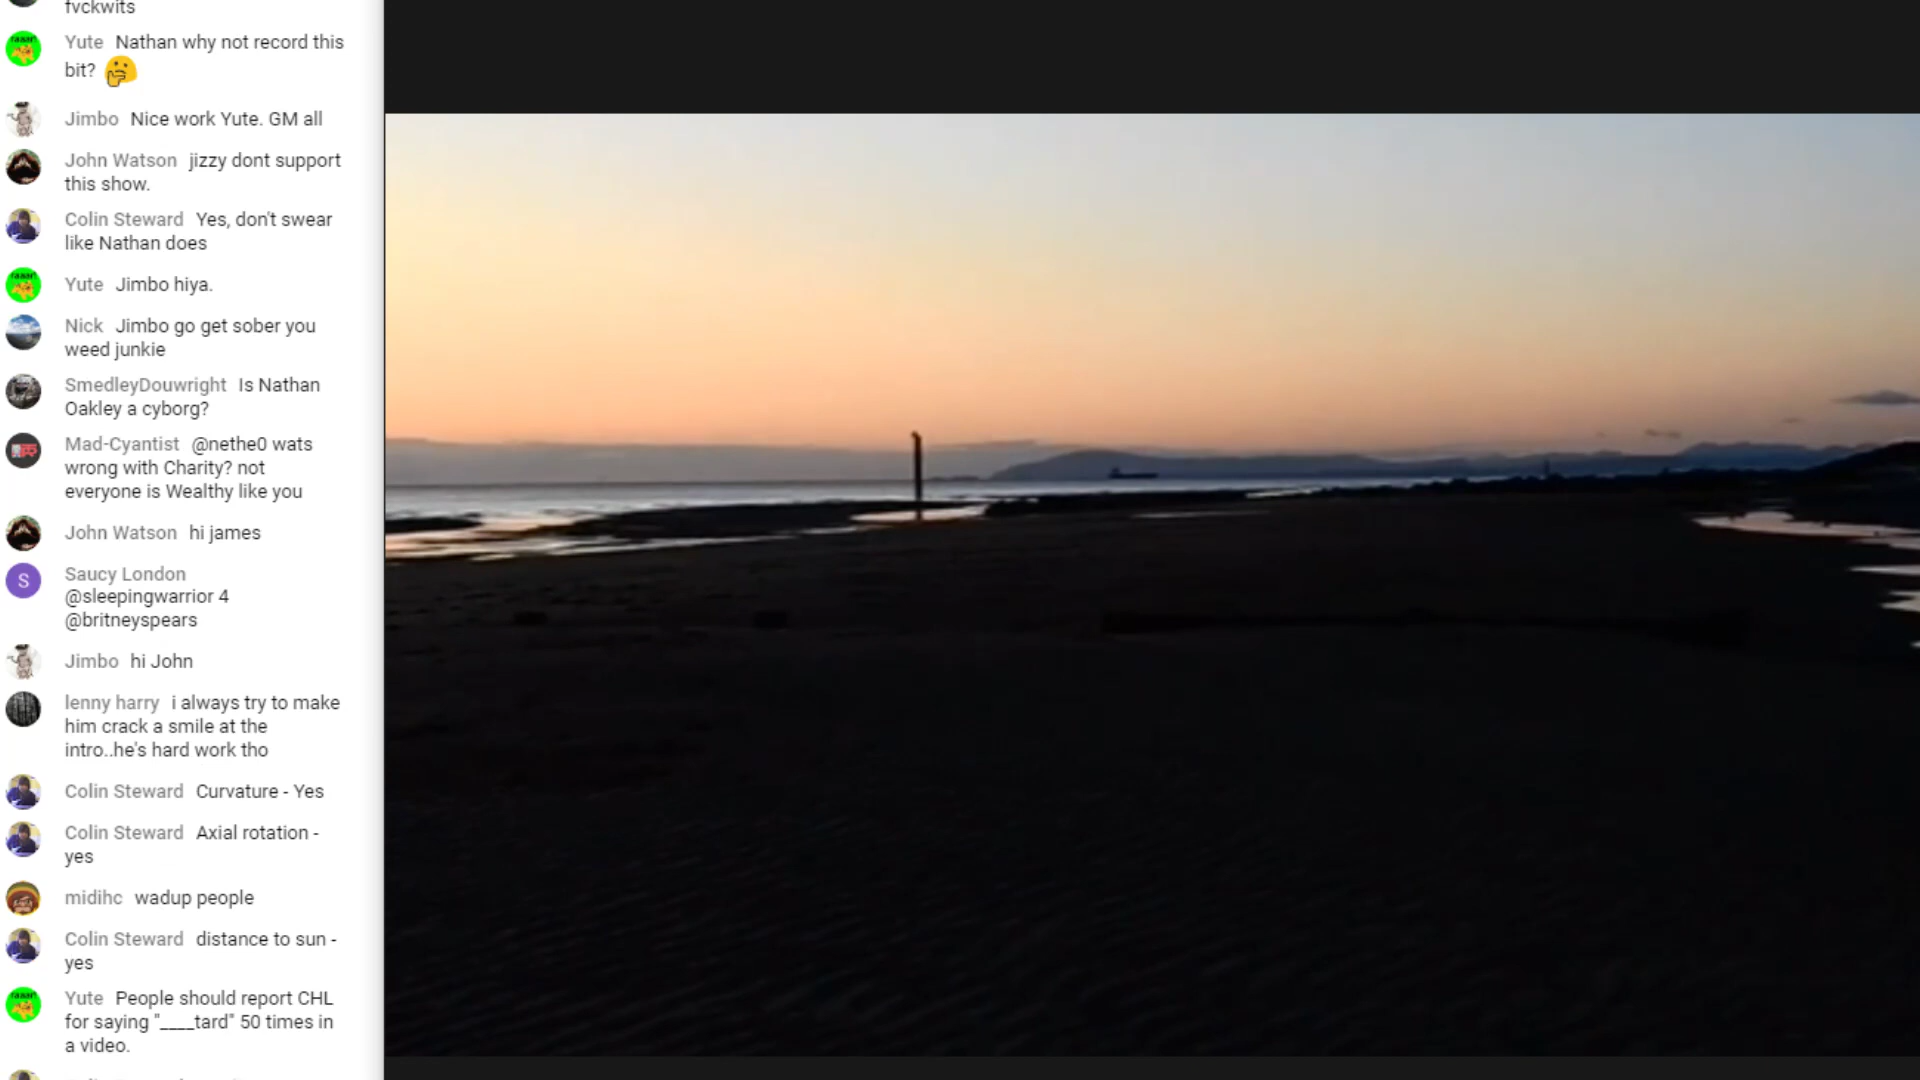 fvckwits
Yute Nathan why not record this
bit?
Jimbo Nice work Yute. GM all
John Watson jizzy dont support
this show.
Colin Steward Yes, don't swear
like Nathan does
Yute Jimbo hiya.
Nick Jimbo go get sober you
weed junkie
SmedleyDouwright Is Nathan
Oakley a cyborg?
Mad-Cyantist @nethe0 wats
wrong with Charity? not
everyone is Wealthy like you
John Watson hi james
S
Saucy London
@sleepingwarrior 4
@britneyspears
Jimbo hi John
lenny harry i always try to make
him crack a smile at the
intro..he's hard work tho
Colin Steward Curvature - Yes
Colin Steward Axial rotation -
yes
midihc wadup people
Colin Steward distance to sun -
yes
Yute People should report CHL
for saying "____tard" 50 times in
a video.